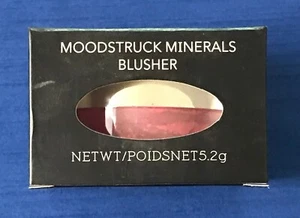 MOODSTRUCK MINERALS
BLUSHER
NETWT/POIDSNET5.2g